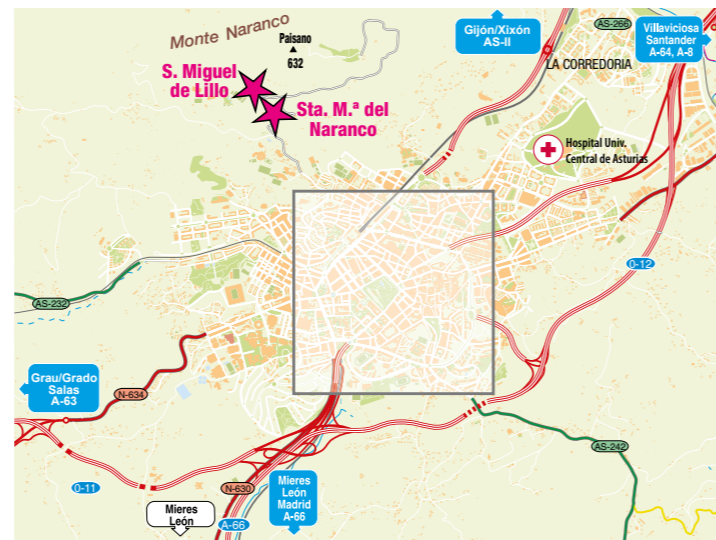 Monte Naranco
Paisano
632
S. Miguel
de Lillo
Sta. M.ª del
Naranco
Gijón/Xixón
AS-II
AS-266
Villaviciosa
Santander
A-64, A-8
LA CORREDORIA
Hospital Univ.
Central de Asturias
O-12
AS-232
Grau/Grado
Salas
A-63
N-634
O-11
N-630
Mieres
León
A-66
Mieres
León
Madrid
A-66
AS-242